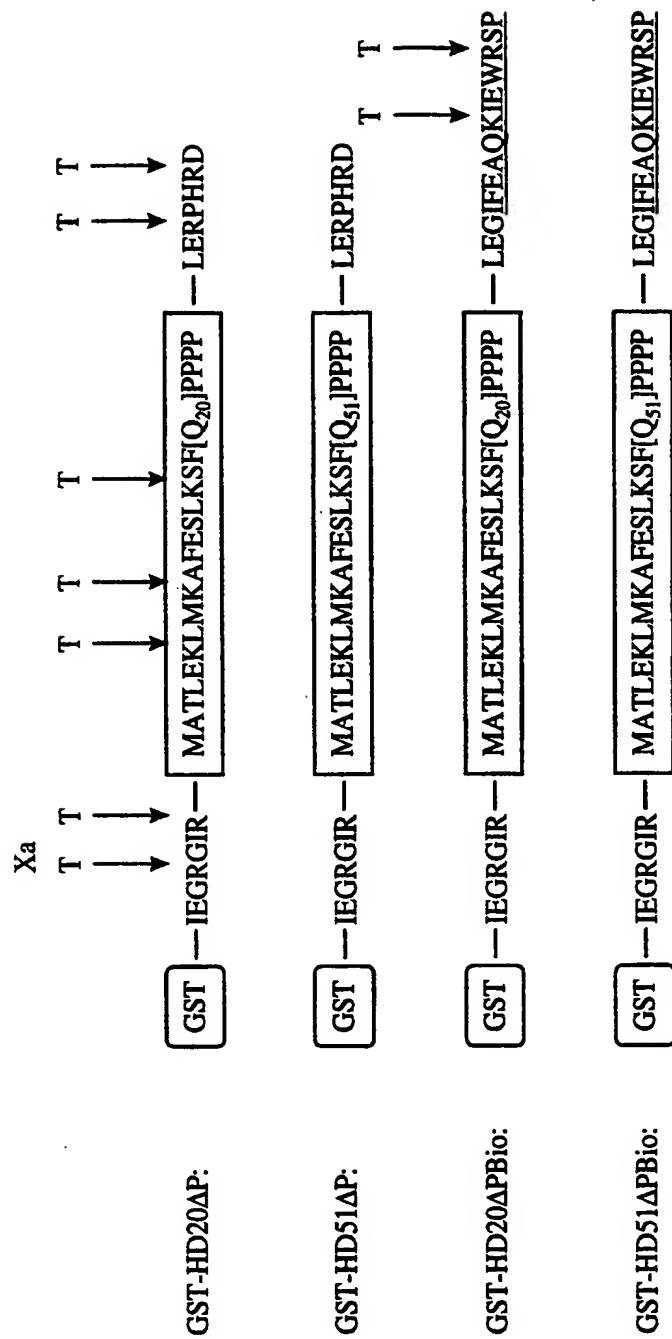 Xa
T T T T T T T
GST-HD20ΔP: GST —IEGRGIR— MATLEKLMKAFESLKSF[Q20]PPPP — LERPHRD
GST-HD51ΔP: GST —IEGRGIR— MATLEKLMKAFESLKSF[Q51]PPPP — LERPHRD
T T
GST-HD20ΔPBio: GST —IEGRGIR— MATLEKLMKAFESLKSF[Q20]PPPP — LEGIFEAQKIEWRSP
GST-HD51ΔPBio: GST —IEGRGIR— MATLEKLMKAFESLKSF[Q51]PPPP — LEGIFEAQKIEWRSP